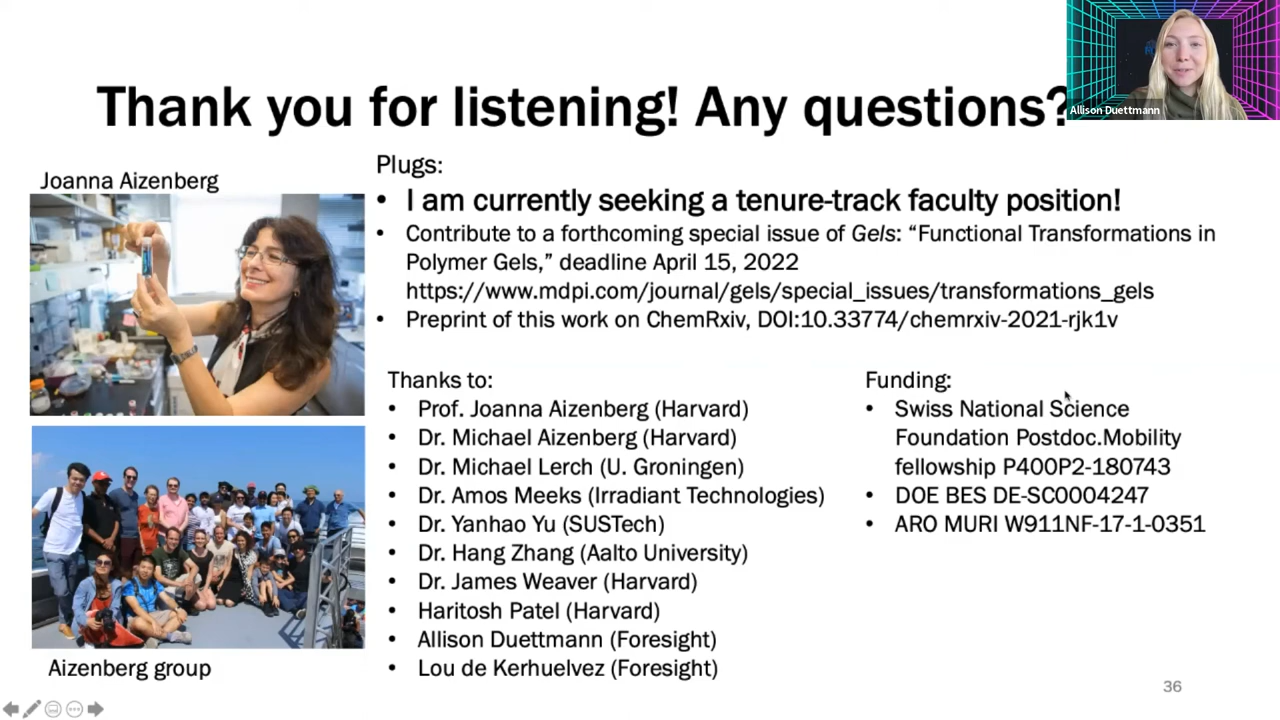 Thank you for listening! Any questions?
Allison Duettmann
Joanna Aizenberg
Plugs:
• I am currently seeking a tenure-track faculty position!
• Contribute to a forthcoming special issue of Gels: “Functional Transformations in
Polymer Gels,” deadline April 15, 2022
https://www.mdpi.com/journal/gels/special_issues/transformations_gels
• Preprint of this work on ChemRxiv, DOI:10.33774/chemrxiv-2021-rjk1v
Thanks to:
• Prof. Joanna Aizenberg (Harvard)
• Dr. Michael Aizenberg (Harvard)
• Dr. Michael Lerch (U. Groningen)
• Dr. Amos Meeks (Irradiant Technologies)
• Dr. Yanhao Yu (SUSTech)
• Dr. Hang Zhang (Aalto University)
• Dr. James Weaver (Harvard)
• Haritosh Patel (Harvard)
• Allison Duettmann (Foresight)
• Lou de Kerhuelvez (Foresight)
Funding:
• Swiss National Science
Foundation Postdoc.Mobility
fellowship P400P2-180743
• DOE BES DE-SC0004247
• ARO MURI W911NF-17-1-0351
Aizenberg group
36